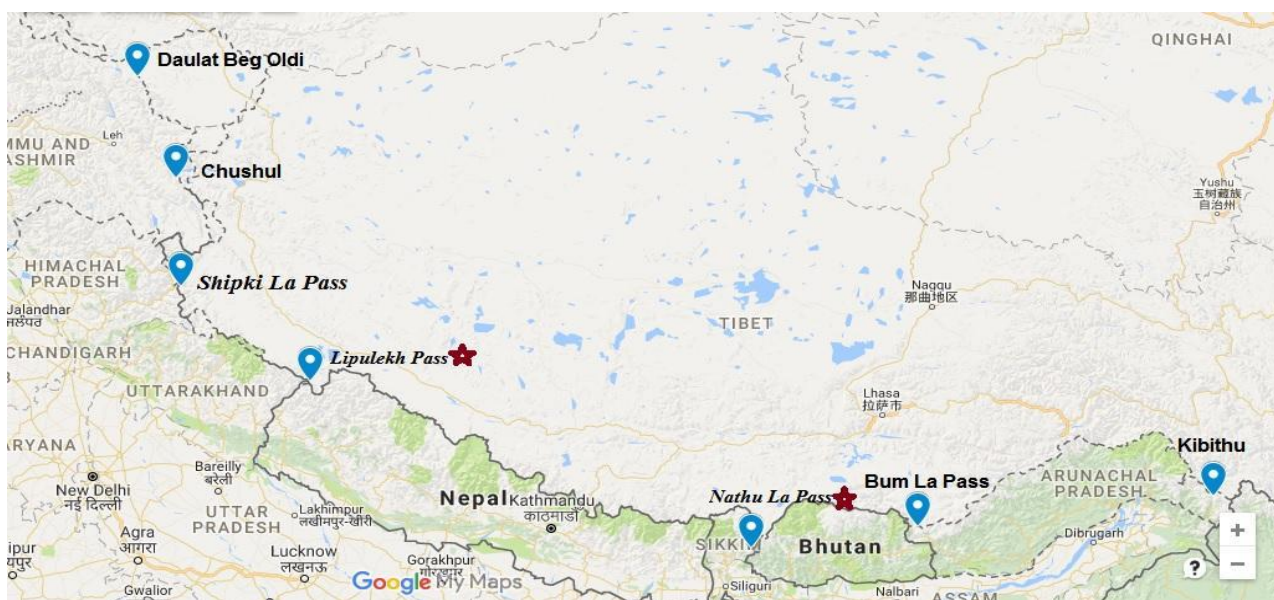 QINGHAI
Daulat Beg Oldi
Leh
MMU AND
ASHMIR
Chushul
Yushu
玉树藏族
自治州
HIMACHAL
PRADESH
Shipki La Pass
Nagqu
那曲地区
Jalandhar
TIBET
CHANDIGARH
Lipulekh Pass
UTTARAKHAND
Lhasa
拉萨市
ARYANA
Kibithu
Bareilly
बरेली
New Delhi
नई दिल्ली
Nepal
Kathmandu
काठमाडौं
Nathu La Pass
Bum La Pass
ARUNACHAL
PRADESH
UTTAR
PRADESH
Lakhimpur
लखीमपुर-खीरी
Agra
आगरा
SIKKIM
Bhutan
Dibrugarh
+
ipur
यपुर
Lucknow
लखनऊ
Gorakhpur
गोरखपुर
Google My Maps
Siliguri
Nalbari
ASSAM
?
−
Gwalior